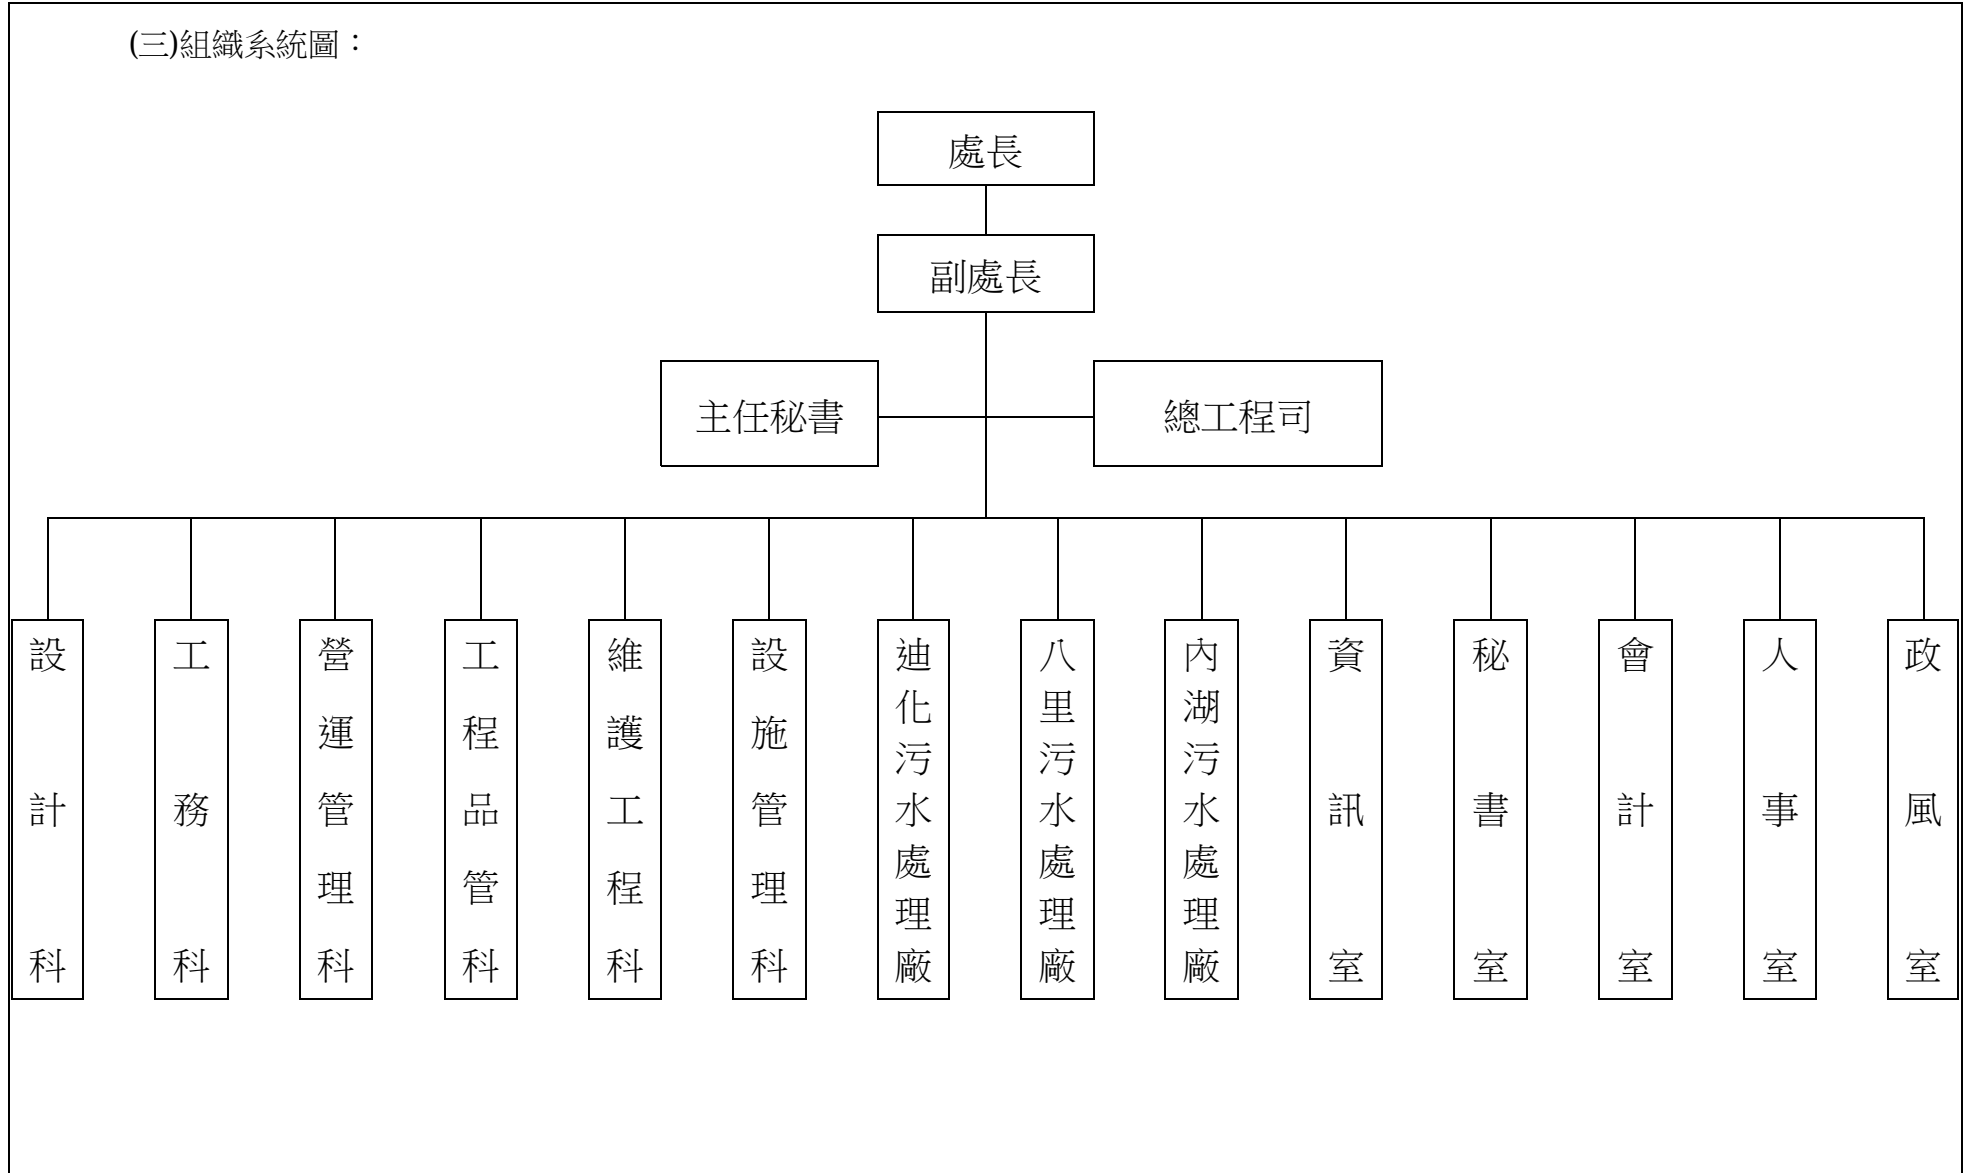 (三)組織系統圖：
處長
副處長
主任秘書
總工程司
設計科
工務科
營運管理科
工程品管科
維護工程科
設施管理科
迪化污水處理廠
八里污水處理廠
內湖污水處理廠
資訊室
秘書室
會計室
人事室
政風室